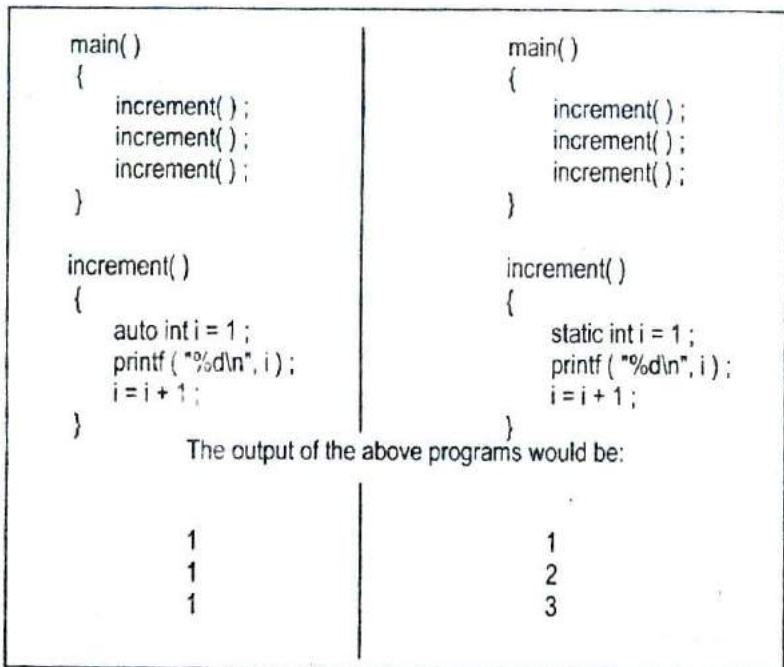 main( )
{
increment( ) ;
increment( ) ;
increment( ) ;
}
increment( )
{
auto int i = 1 ;
printf ( "%d\n", i ) ;
i = i + 1 ;
}
main( )
{
increment( ) ;
increment( ) ;
increment( ) ;
}
increment( )
{
static int i = 1 ;
printf ( "%d\n", i ) ;
i = i + 1 ;
}
The output of the above programs would be:
1
1
1
1
2
3